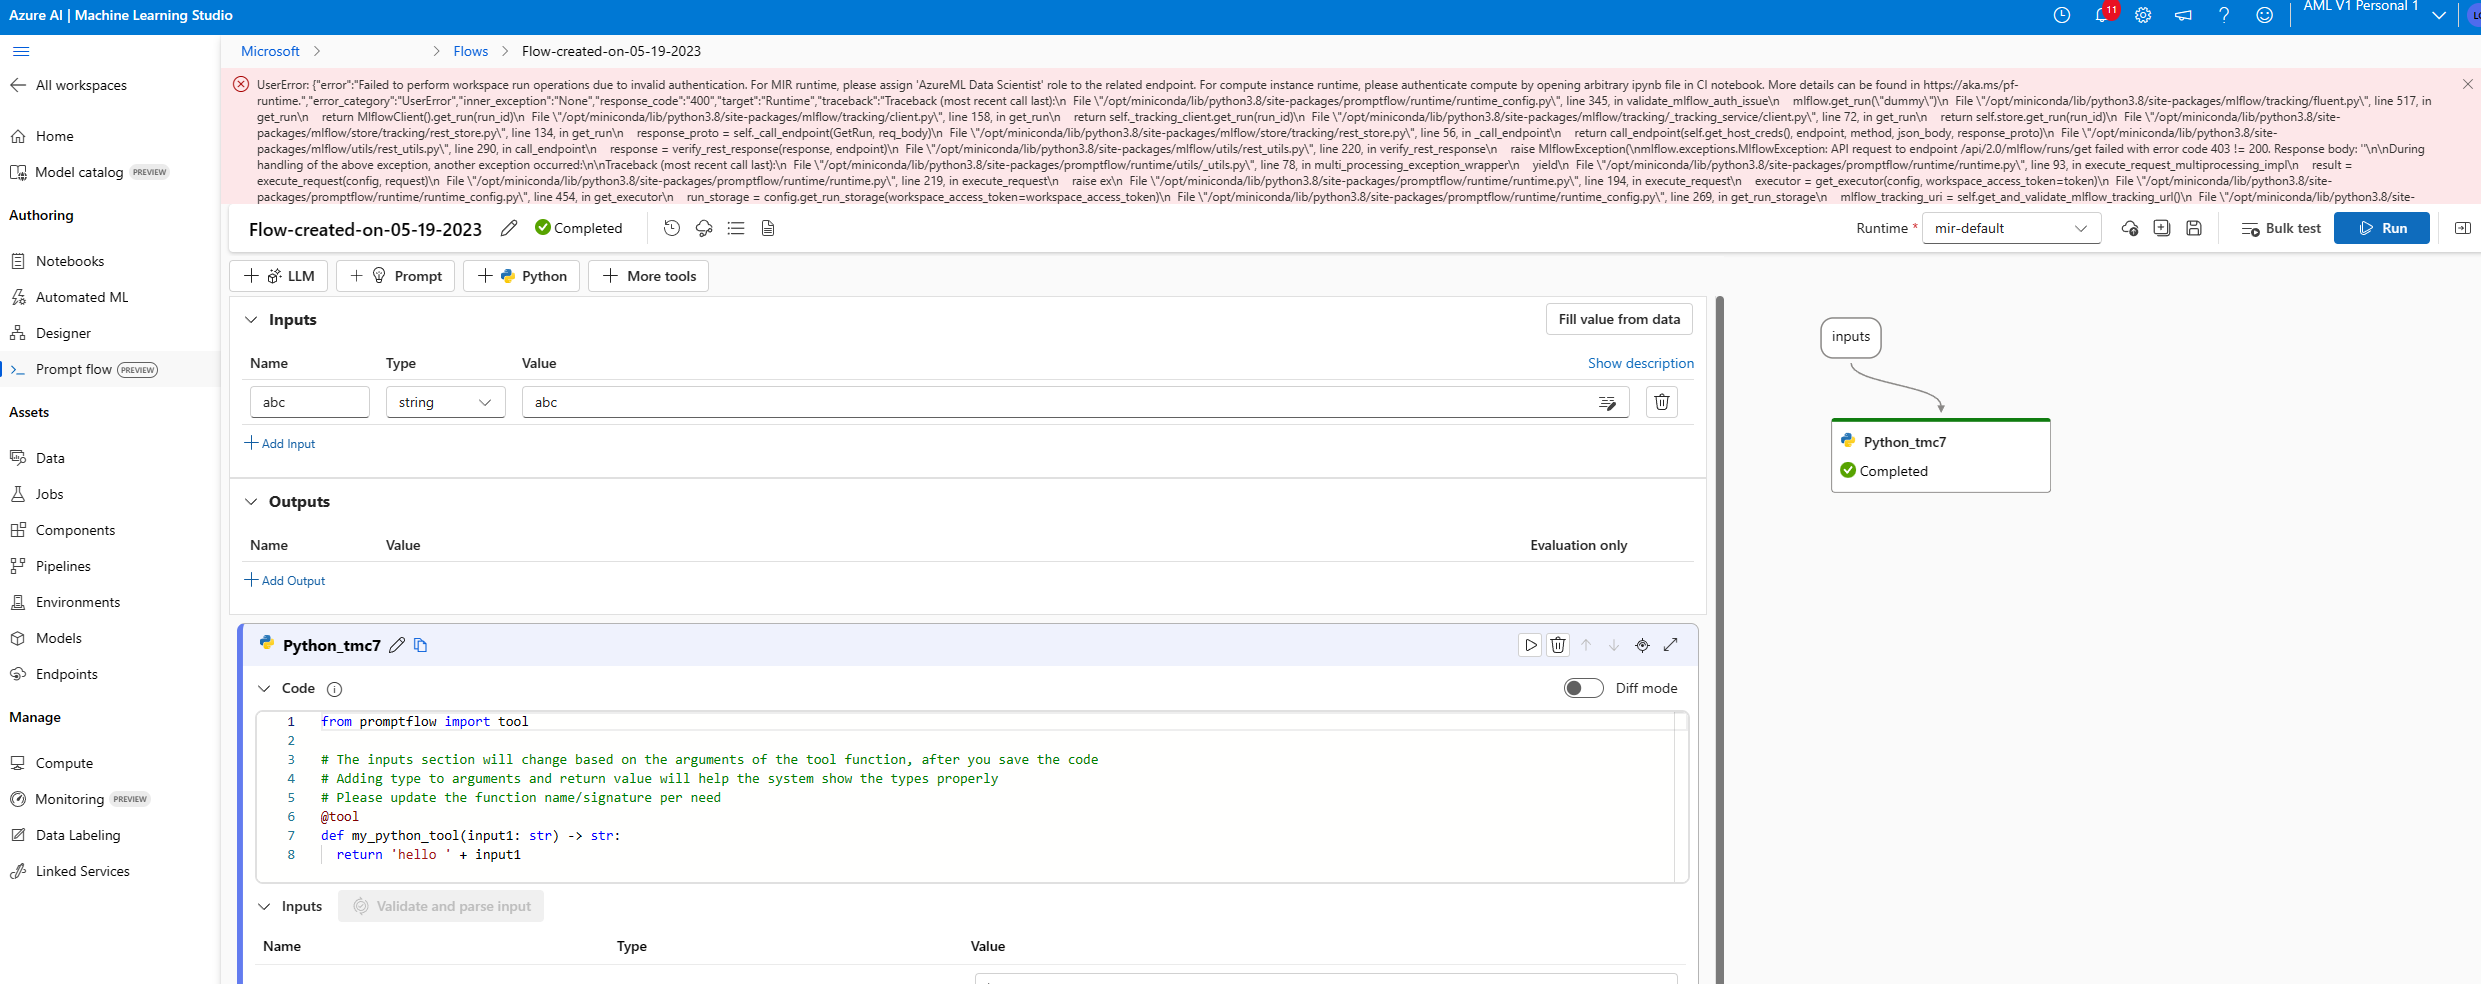 Azure AI | Machine Learning Studio
11
AML V1 Personal 1
All workspaces
Home
Model catalog PREVIEW
Authoring
Notebooks
Automated ML
Designer
Prompt flow PREVIEW
Assets
Data
Jobs
Components
Pipelines
Environments
Models
Endpoints
Manage
Compute
Monitoring PREVIEW
Data Labeling
Linked Services
Microsoft > > Flows > Flow-created-on-05-19-2023
UserError: {"error":"Failed to perform workspace run operations due to invalid authentication. For MIR runtime, please assign 'AzureML Data Scientist' role to the related endpoint. For compute instance runtime, please authenticate compute by opening arbitrary ipynb file in CI notebook. More details can be found in https://aka.ms/pf-
runtime.","error_category":"UserError","inner_exception":"None","response_code":"400","target":"Runtime","traceback":"Traceback (most recent call last):\n File \"/opt/miniconda/lib/python3.8/site-packages/promptflow/runtime/runtime_config.py\", line 345, in validate_mlflow_auth_issue\n mlflow.get_run(\"dummy\")\n File \"/opt/miniconda/lib/python3.8/site-packages/mlflow/tracking/fluent.py\", line 517, in
get_run\n return MlflowClient().get_run(run_id)\n File \"/opt/miniconda/lib/python3.8/site-packages/mlflow/tracking/client.py\", line 158, in get_run\n return self._tracking_client.get_run(run_id)\n File \"/opt/miniconda/lib/python3.8/site-packages/mlflow/tracking/_tracking_service/client.py\", line 72, in get_run\n return self.store.get_run(run_id)\n File \"/opt/miniconda/lib/python3.8/site-
packages/mlflow/store/tracking/rest_store.py\", line 134, in get_run\n response_proto = self._call_endpoint(GetRun, req_body)\n File \"/opt/miniconda/lib/python3.8/site-packages/mlflow/store/tracking/rest_store.py\", line 56, in _call_endpoint\n return call_endpoint(self.get_host_creds(), endpoint, method, json_body, response_proto)\n File \"/opt/miniconda/lib/python3.8/site-
packages/mlflow/utils/rest_utils.py\", line 290, in call_endpoint\n response = verify_rest_response(response, endpoint)\n File \"/opt/miniconda/lib/python3.8/site-packages/mlflow/utils/rest_utils.py\", line 220, in verify_rest_response\n raise MlflowException(\nmlflow.exceptions.MlflowException: API request to endpoint /api/2.0/mlflow/runs/get failed with error code 403 != 200. Response body: ''\n\nDuring
handling of the above exception, another exception occurred:\n\nTraceback (most recent call last):\n File \"/opt/miniconda/lib/python3.8/site-packages/promptflow/runtime/utils/_utils.py\", line 78, in multi_processing_exception_wrapper\n yield\n File \"/opt/miniconda/lib/python3.8/site-packages/promptflow/runtime/runtime.py\", line 93, in execute_request_multiprocessing_impl\n result =
execute_request(config, request)\n File \"/opt/miniconda/lib/python3.8/site-packages/promptflow/runtime/runtime.py\", line 219, in execute_request\n raise ex\n File \"/opt/miniconda/lib/python3.8/site-packages/promptflow/runtime/runtime.py\", line 194, in execute_request\n executor = get_executor(config, workspace_access_token=token)\n File \"/opt/miniconda/lib/python3.8/site-
packages/promptflow/runtime/runtime_config.py\", line 454, in get_executor\n run_storage = config.get_run_storage(workspace_access_token=workspace_access_token)\n File \"/opt/miniconda/lib/python3.8/site-packages/promptflow/runtime/runtime_config.py\", line 269, in get_run_storage\n mlflow_tracking_uri = self.get_and_validate_mlflow_tracking_url()\n File \"/opt/miniconda/lib/python3.8/site-
Flow-created-on-05-19-2023 Completed
Runtime * mir-default
Bulk test
Run
+ LLM
+ Prompt
+ Python
+ More tools
Inputs
Fill value from data
Name Type Value Show description
abc string abc
+ Add Input
Outputs
Name Value Evaluation only
+ Add Output
Python_tmc7
Code Diff mode
1 from promptflow import tool
2
3 # The inputs section will change based on the arguments of the tool function, after you save the code
4 # Adding type to arguments and return value will help the system show the types properly
5 # Please update the function name/signature per need
6 @tool
7 def my_python_tool(input1: str) -> str:
8 return 'hello ' + input1
Inputs Validate and parse input
Name Type Value
inputs
Python_tmc7
Completed